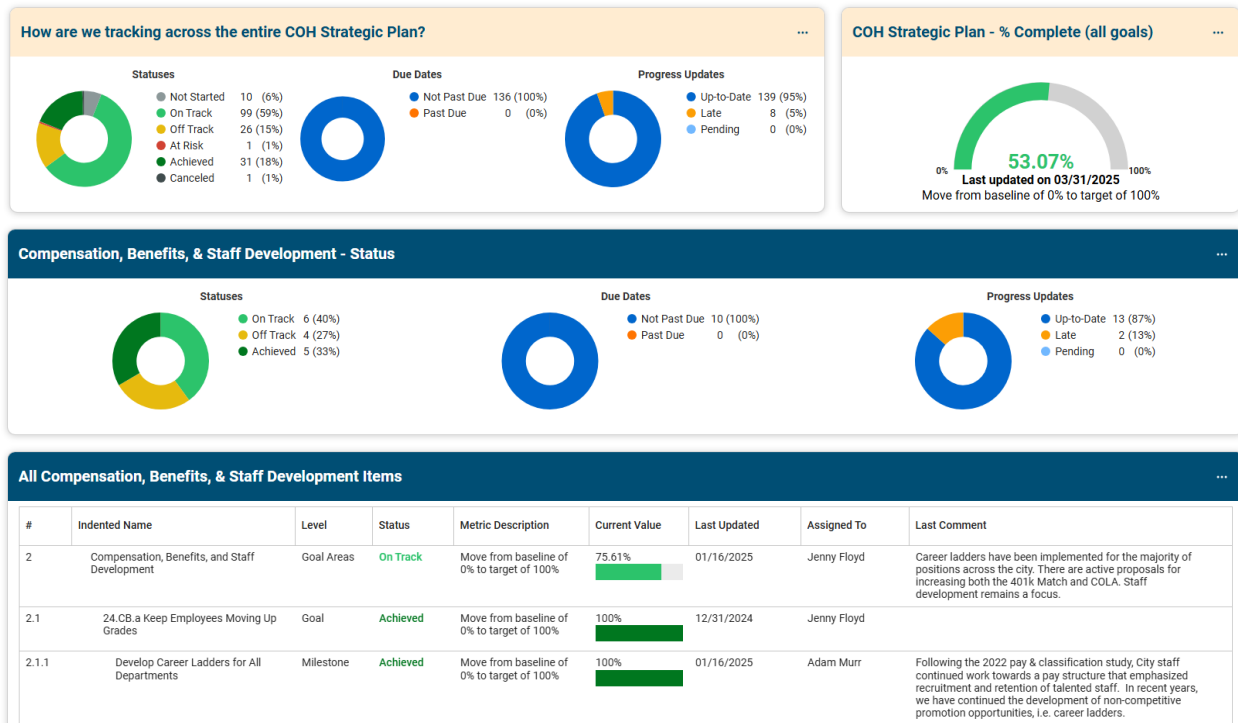 How are we tracking across the entire COH Strategic Plan?
...
Statuses
Not Started 10 (6%)
On Track 99 (59%)
Off Track 26 (15%)
At Risk 1 (1%)
Achieved 31 (18%)
Canceled 1 (1%)
Due Dates
Not Past Due 136 (100%)
Past Due 0 (0%)
Progress Updates
Up-to-Date 139 (95%)
Late 8 (5%)
Pending 0 (0%)
COH Strategic Plan - % Complete (all goals)
...
53.07%
0%
100%
Last updated on 03/31/2025
Move from baseline of 0% to target of 100%
Compensation, Benefits, & Staff Development - Status
...
Statuses
On Track 6 (40%)
Off Track 4 (27%)
Achieved 5 (33%)
Due Dates
Not Past Due 10 (100%)
Past Due 0 (0%)
Progress Updates
Up-to-Date 13 (87%)
Late 2 (13%)
Pending 0 (0%)
All Compensation, Benefits, & Staff Development Items
...
# Indented Name Level Status Metric Description Current Value Last Updated Assigned To Last Comment
2
Compensation, Benefits, and Staff
Development
Goal Areas
On Track
Move from baseline of
0% to target of 100%
75.61%
01/16/2025
Jenny Floyd
Career ladders have been implemented for the majority of
positions across the city. There are active proposals for
increasing both the 401k Match and COLA. Staff
development remains a focus.
2.1
24.CB.a Keep Employees Moving Up
Grades
Goal
Achieved
Move from baseline of
0% to target of 100%
100%
12/31/2024
Jenny Floyd
2.1.1
Develop Career Ladders for All
Departments
Milestone
Achieved
Move from baseline of
0% to target of 100%
100%
01/16/2025
Adam Murr
Following the 2022 pay & classification study, City staff
continued work towards a pay structure that emphasized
recruitment and retention of talented staff. In recent years,
we have continued the development of non-competitive
promotion opportunities, i.e. career ladders.